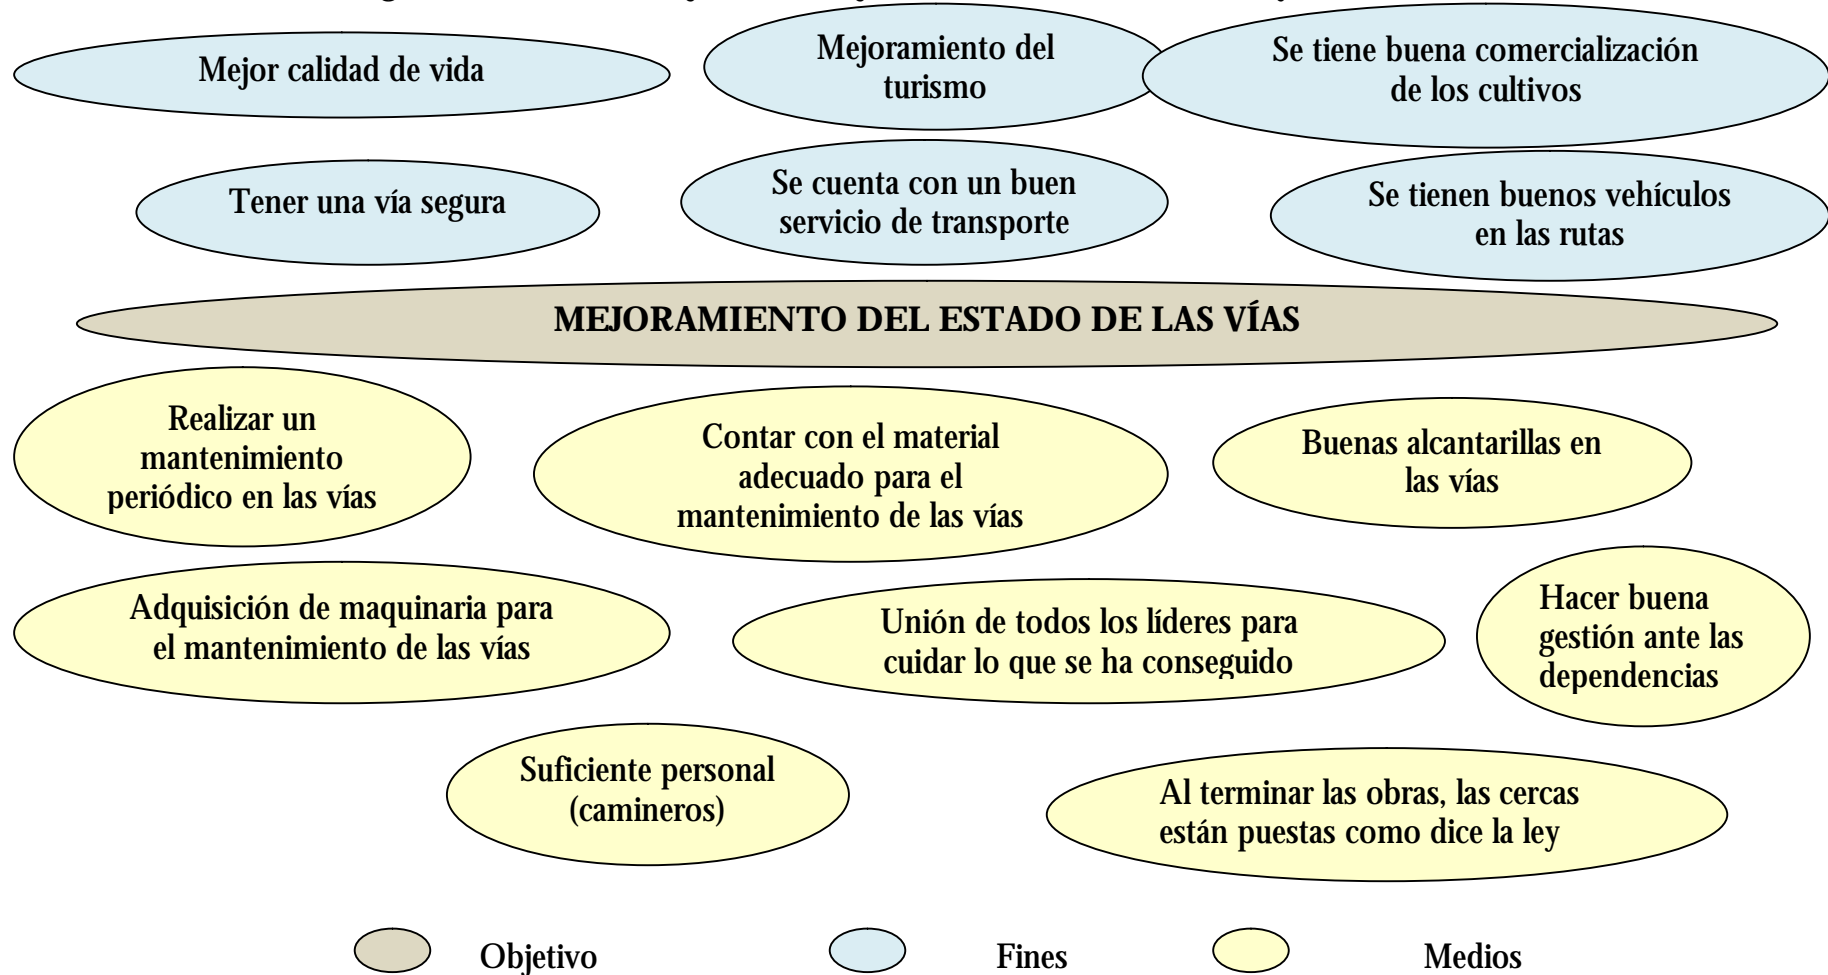 Mejor calidad de vida
Mejoramiento del
turismo
Se tiene buena comercialización
de los cultivos
Tener una vía segura
Se cuenta con un buen
servicio de transporte
Se tienen buenos vehículos
en las rutas
MEJORAMIENTO DEL ESTADO DE LAS VÍAS
Realizar un
mantenimiento
periódico en las vías
Contar con el material
adecuado para el
mantenimiento de las vías
Buenas alcantarillas en
las vías
Adquisición de maquinaria para
el mantenimiento de las vías
Unión de todos los líderes para
cuidar lo que se ha conseguido
Hacer buena
gestión ante las
dependencias
Suficiente personal
(camineros)
Al terminar las obras, las cercas
están puestas como dice la ley
Objetivo
Fines
Medios